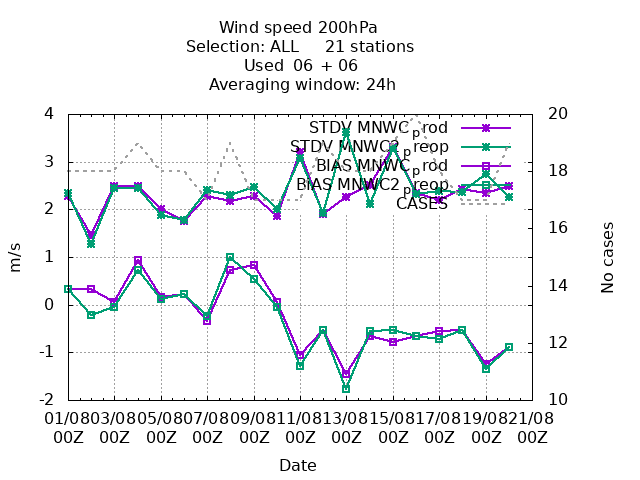 Wind speed 200hPa
Selection: ALL 21 stations
Used 06 + 06
Averaging window: 24h
4 20
STDV MNWC_prod
STDV MNWC2_preop
3 18
BIAS MNWC_prod
BIAS MNWC2_preop
CASES
2 16
1 14
0
-1 12
-2 10
m/s
No cases
01/08 03/08 05/08 07/08 09/08 11/08 13/08 15/08 17/08 19/08 21/08
00Z 00Z 00Z 00Z 00Z 00Z 00Z 00Z 00Z 00Z 00Z
Date